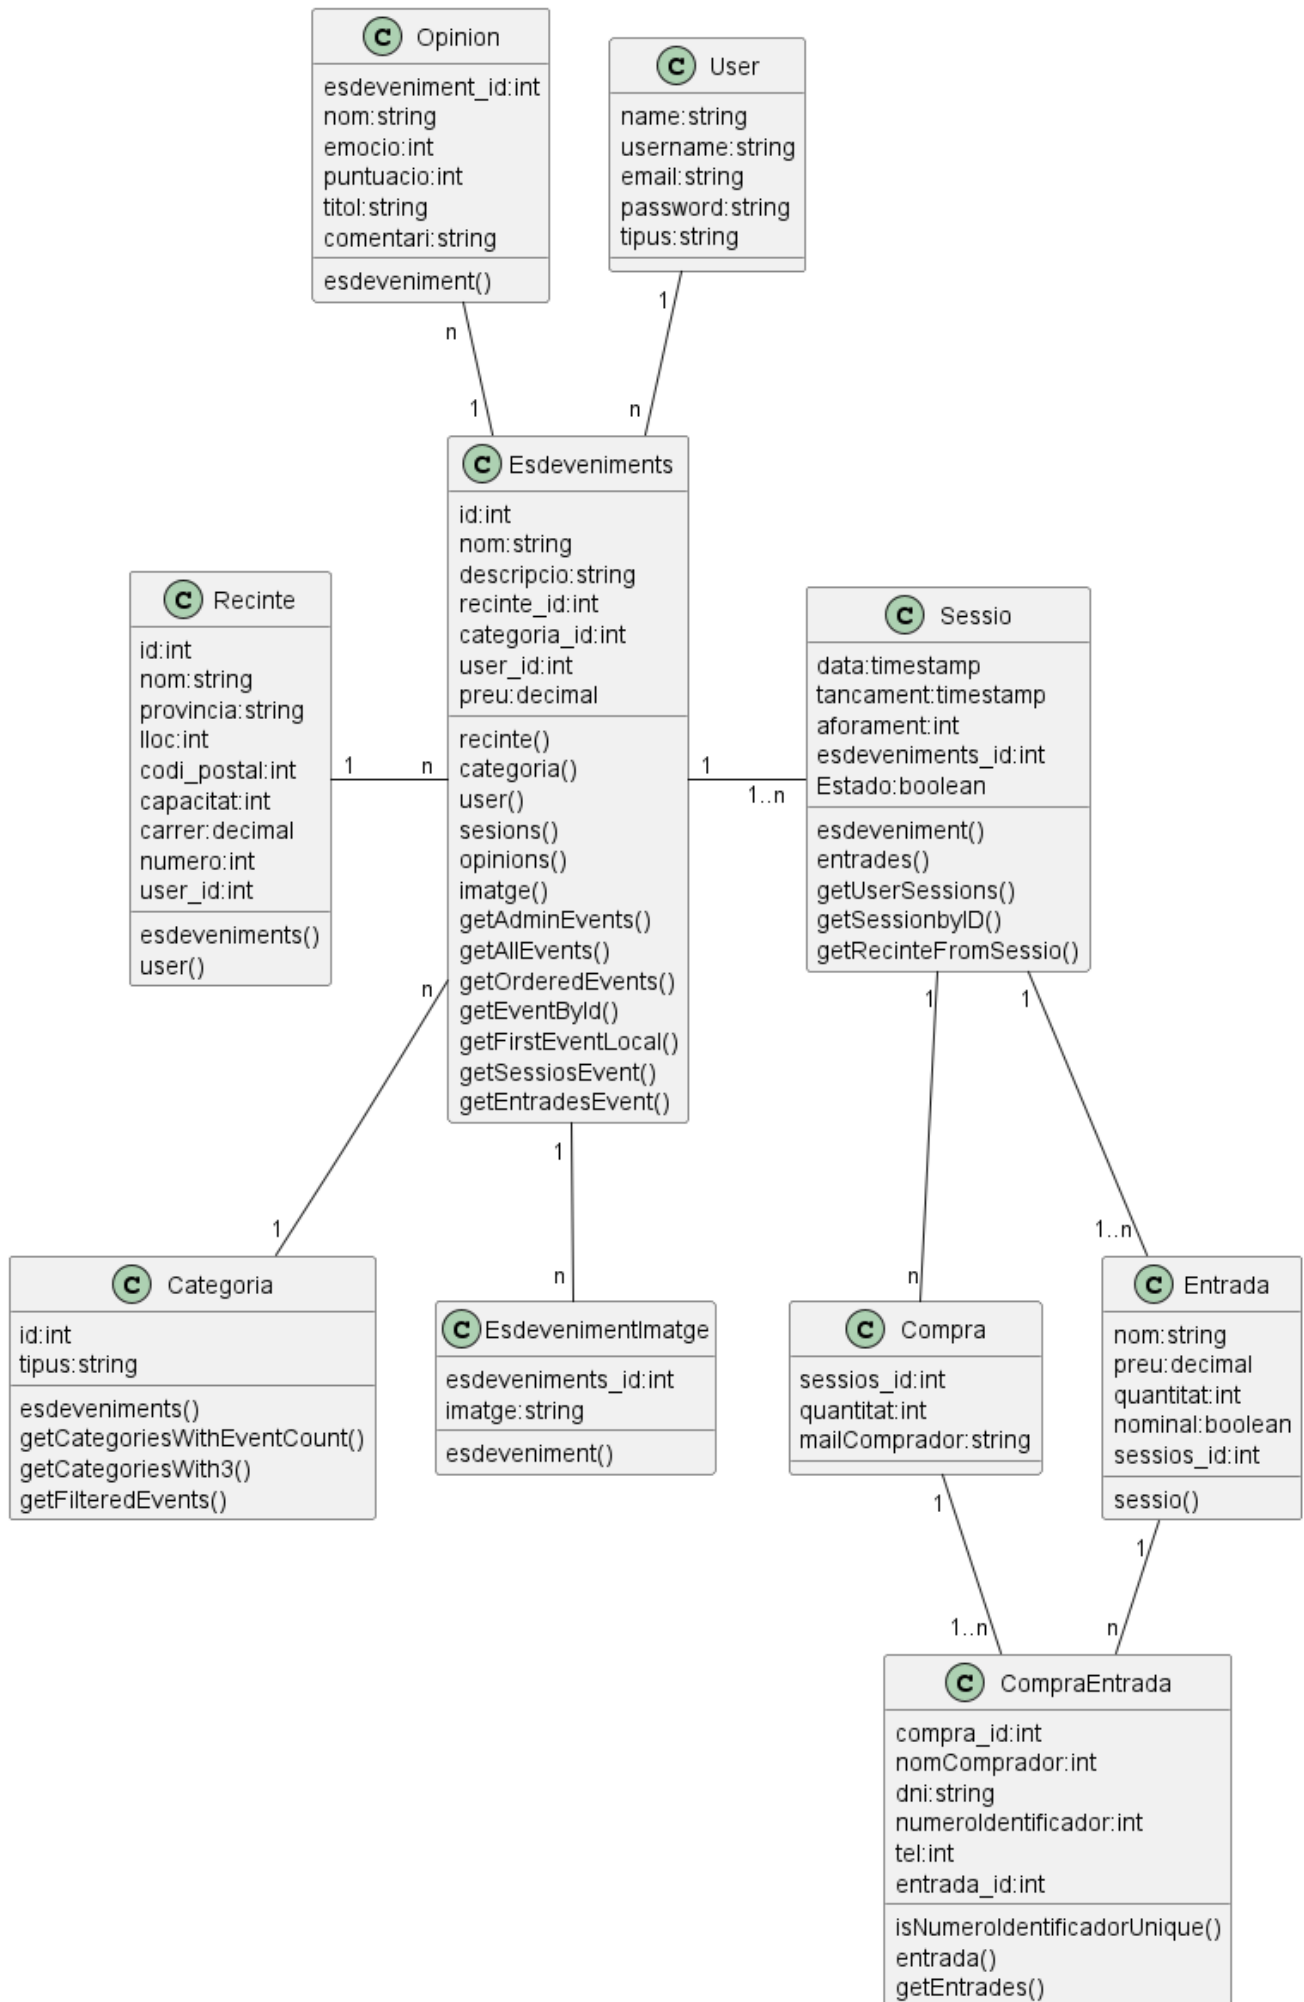 C Opinion
esdeveniment_id:int
nom:string
emocio:int
puntuacio:int
titol:string
comentari:string
esdeveniment()
C User
name:string
username:string
email:string
password:string
tipus:string
n
1
1
n
C Esdeveniments
id:int
nom:string
descripcio:string
recinte_id:int
categoria_id:int
user_id:int
preu:decimal
recinte()
categoria()
user()
sesions()
opinions()
imatge()
getAdminEvents()
getAllEvents()
getOrderedEvents()
getEventById()
getFirstEventLocal()
getSessiosEvent()
getEntradesEvent()
C Recinte
id:int
nom:string
provincia:string
lloc:int
codi_postal:int
capacitat:int
carrer:decimal
numero:int
user_id:int
esdeveniments()
user()
1
n
1
1..n
C Sessio
data:timestamp
tancament:timestamp
aforament:int
esdeveniments_id:int
Estado:boolean
esdeveniment()
entrades()
getUserSessions()
getSessionbyID()
getRecinteFromSessio()
n
1
1
n
1
n
1
1..n
C Categoria
id:int
tipus:string
esdeveniments()
getCategoriesWithEventCount()
getCategoriesWith3()
getFilteredEvents()
C EsdevenimentImatge
esdeveniments_id:int
imatge:string
esdeveniment()
C Compra
sessios_id:int
quantitat:int
mailComprador:string
C Entrada
nom:string
preu:decimal
quantitat:int
nominal:boolean
sessios_id:int
sessio()
1
1..n
1
n
C CompraEntrada
compra_id:int
nomComprador:int
dni:string
numeroIdentificador:int
tel:int
entrada_id:int
isNumeroIdentificadorUnique()
entrada()
getEntrades()